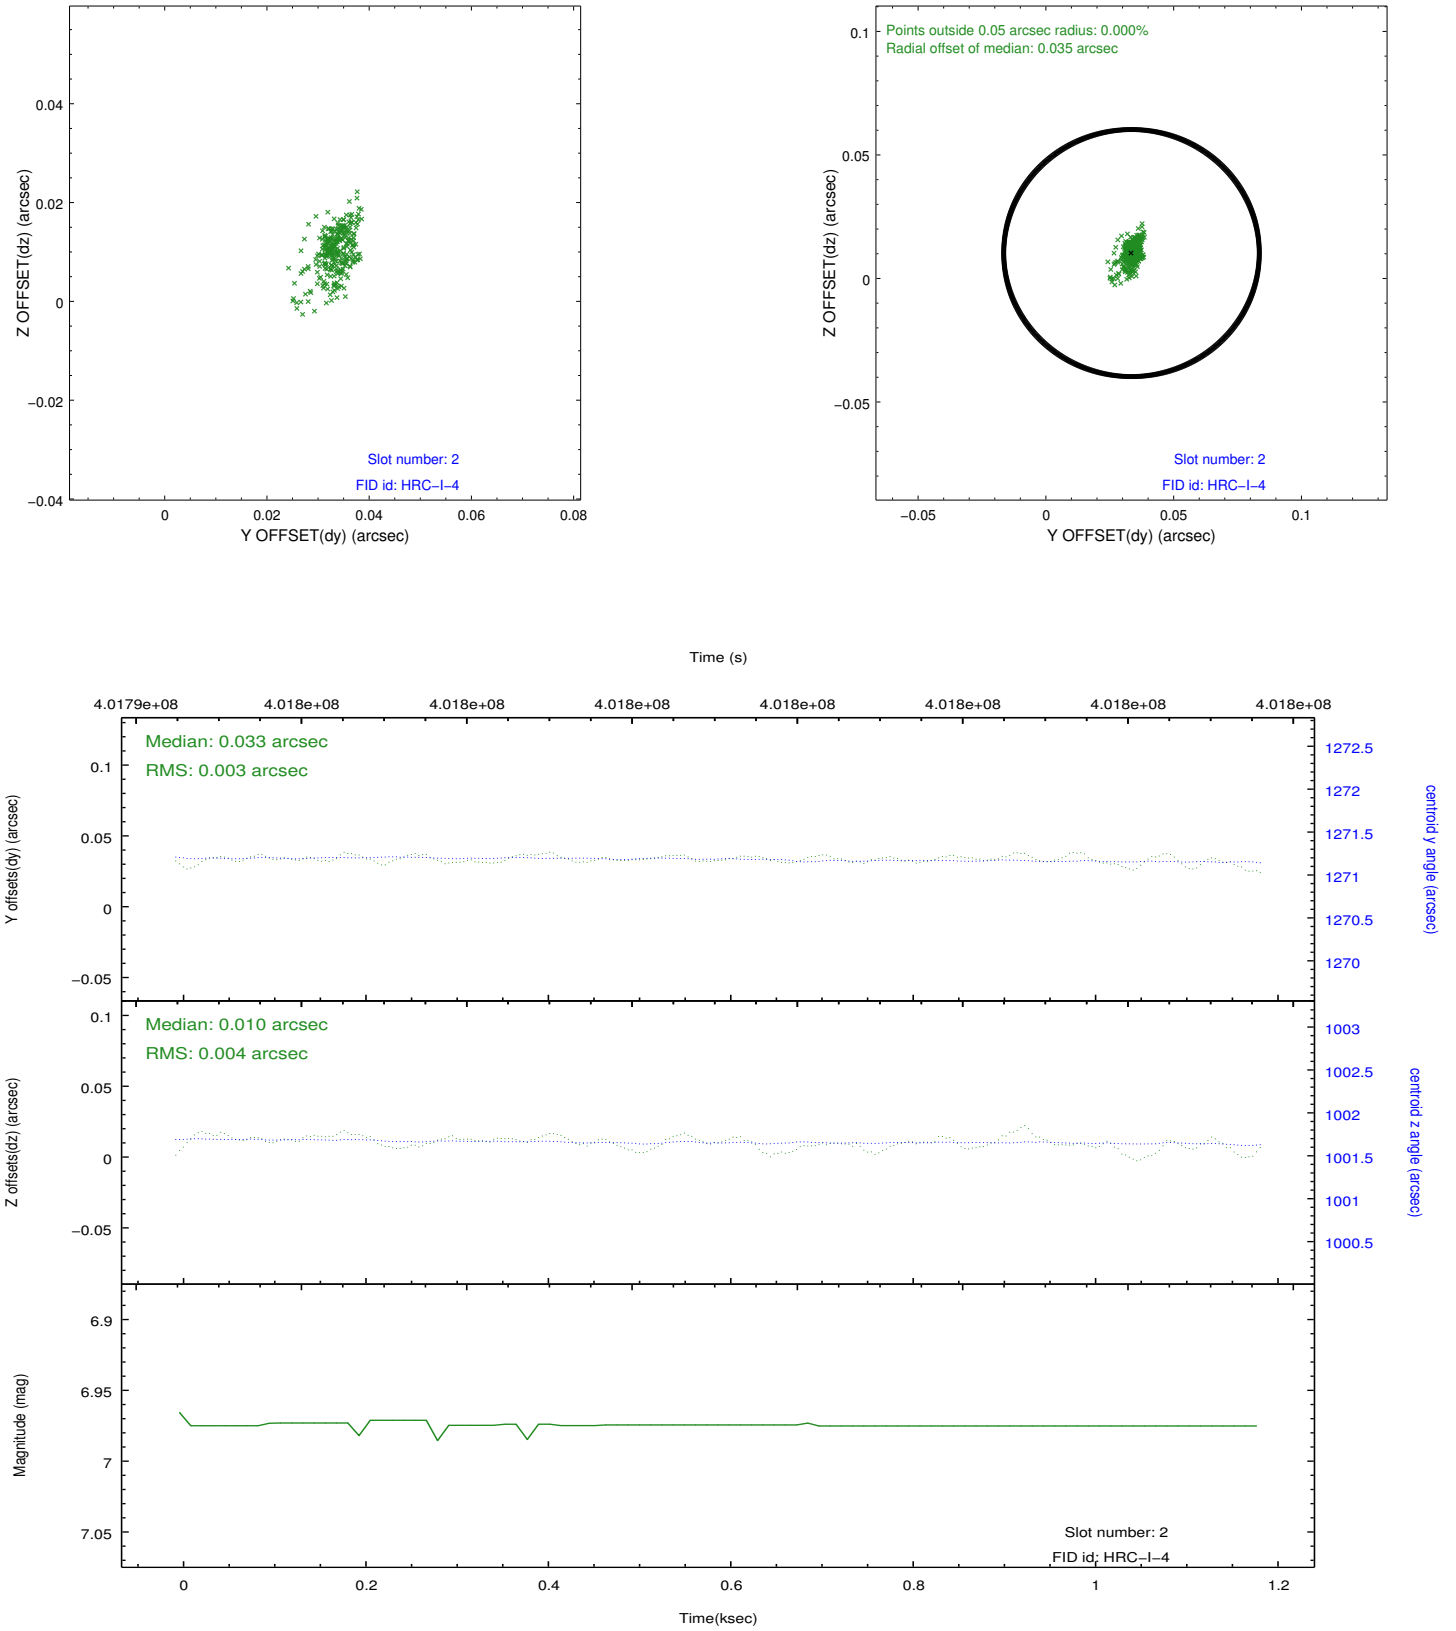 0.04
0.02
0
−0.02
−0.04
Z OFFSET(dz) (arcsec)
Slot number: 2
FID id: HRC−I−4
0
0.02
0.04
0.06
0.08
Y OFFSET(dy) (arcsec)
Points outside 0.05 arcsec radius: 0.000%
Radial offset of median: 0.035 arcsec
0.1
0.05
0
−0.05
Z OFFSET(dz) (arcsec)
Slot number: 2
FID id: HRC−I−4
−0.05
0
0.05
0.1
Y OFFSET(dy) (arcsec)
Time (s)
4.0179e+08
4.018e+08
4.018e+08
4.018e+08
4.018e+08
4.018e+08
4.018e+08
4.018e+08
Median: 0.033 arcsec
RMS: 0.003 arcsec
0.1
0.05
0
−0.05
Y offsets(dy) (arcsec)
1272.5
1272
1271.5
1271
1270.5
1270
centroid y angle (arcsec)
Median: 0.010 arcsec
RMS: 0.004 arcsec
0.1
0.05
0
−0.05
Z offsets(dz) (arcsec)
1003
1002.5
1002
1001.5
1001
1000.5
centroid z angle (arcsec)
6.9
6.95
7
7.05
Magnitude (mag)
Slot number: 2
FID id: HRC−I−4
0
0.2
0.4
0.6
0.8
1
1.2
Time(ksec)